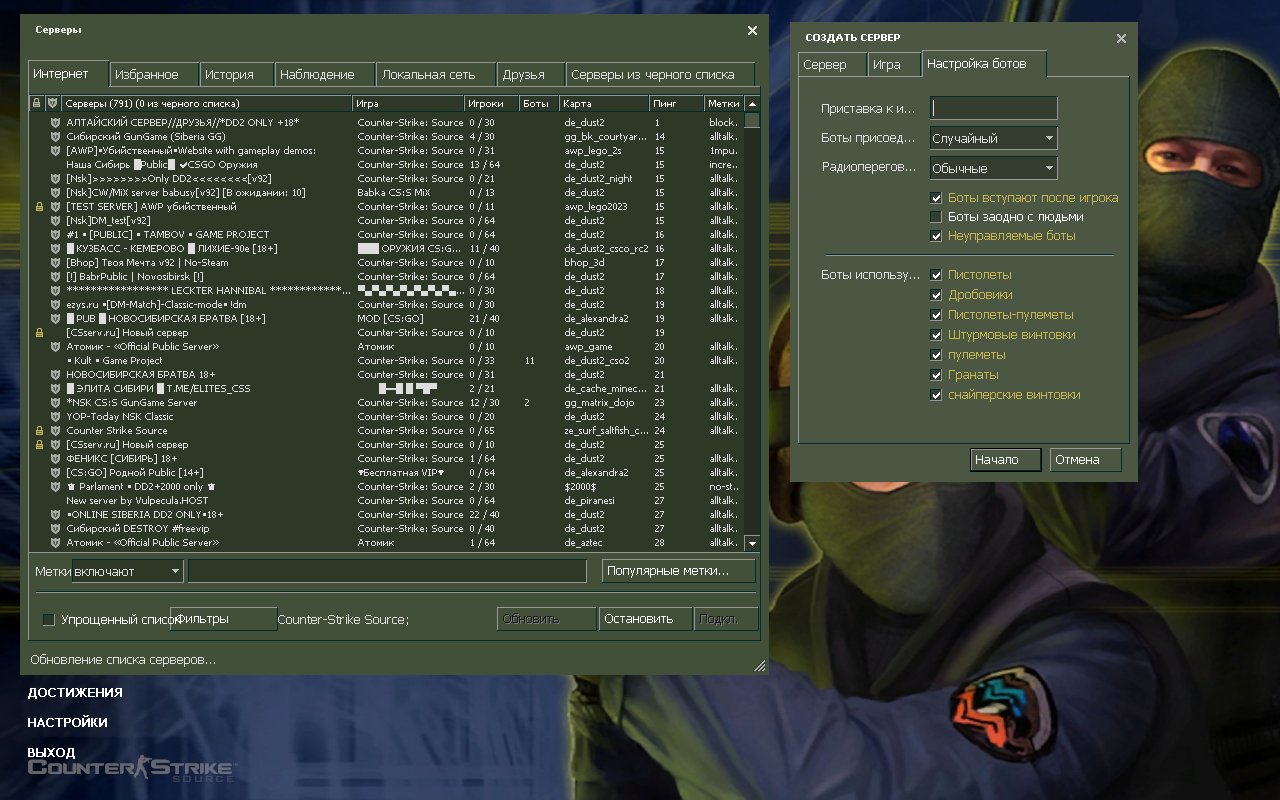 Серверы
Интернет Избранное История Наблюдение Локальная сеть Друзья Серверы из черного списка
Серверы (791) (0 из черного списка) Игра Игроки Боты Карта Пинг Метки
АЛТАЙСКИЙ СЕРВЕР//ДРУЗЬЯ//*DD2 ONLY +18* Counter-Strike: Source 0 / 30 de_dust2 1 block.
Сибирский GunGame (Siberia GG) Counter-Strike: Source 4 / 30 gg_bk_courtyar... 14 alltalk.
[AWP]▪Убийственный▪Website with gameplay demos: Counter-Strike: Source 0 / 31 awp_lego_2s 15 1mpu.
Наша Сибирь █Public█ ✔CSGO Оружия Counter-Strike: Source 13 / 64 de_dust2 15 incre..
[Nsk]>>>>>>>>>Only DD2<<<<<<<<[v92] Counter-Strike: Source 0 / 21 de_dust2_night 15 alltalk.
[Nsk]CW/MiX server babusy[v92] [В ожидании: 10] Babka CS:S MiX 0 / 13 de_dust2 15 alltalk.
[TEST SERVER] AWP убийственный Counter-Strike: Source 0 / 11 awp_lego2023 15 alltalk.
[Nsk]DM_test[v92] Counter-Strike: Source 0 / 64 de_dust2 15 alltalk.
#1 ▪ [PUBLIC] ▪ TAMBOV ▪ GAME PROJECT Counter-Strike: Source 0 / 64 de_dust2 16 alltalk.
█ КУЗБАСС - КЕМЕРОВО █ ЛИХИЕ-90е [18+] ███ ОРУЖИЯ CS:G... 11 / 40 de_dust2_csco_rc2 16 alltalk.
[Bhop] Твоя Мечта v92 | No-Steam Counter-Strike: Source 0 / 10 bhop_3d 17 alltalk.
[!] BabrPublic | Novosibirsk [!] Counter-Strike: Source 0 / 64 de_dust2 17 alltalk.
***************** LECKTER HANNIBAL ************... ▀▄▀▄▀▄▀▄▀▄▀▄... 0 / 30 de_dust2 18 alltalk.
ezys.ru ▪[DM-Match]-Classic-mode▪ !dm Counter-Strike: Source 0 / 30 de_dust2 19 alltalk.
█ PUB █ НОВОСИБИРСКАЯ БРАТВА [18+] MOD [CS:GO] 21 / 40 de_alexandra2 19 alltalk.
[CSserv.ru] Новый сервер Counter-Strike: Source 0 / 10 de_dust2 19
Атомик - «Official Public Server» Атомик 0 / 10 awp_game 20 alltalk.
▪ Kult ▪ Game Project Counter-Strike: Source 0 / 33 11 de_dust2_cso2 20 alltalk.
НОВОСИБИРСКАЯ БРАТВА 18+ Counter-Strike: Source 0 / 31 de_dust2 21
█ ЭЛИТА СИБИРИ █ T.ME/ELITES_CSS 2 / 21 de_cache_minec... 21 alltalk.
*NSK CS:S GunGame Server Counter-Strike: Source 12 / 30 2 gg_matrix_dojo 23 alltalk.
YOP-Today NSK Classic Counter-Strike: Source 0 / 20 de_dust2 24 alltalk.
Counter Strike Source Counter-Strike: Source 0 / 65 ze_surf_saltfish_c... 24 alltalk.
[CSserv.ru] Новый сервер Counter-Strike: Source 0 / 10 de_dust2 25
ФЕНИКС [СИБИРЬ] 18+ Counter-Strike: Source 1 / 64 de_dust2 25 alltalk.
[CS:GO] Родной Public [14+] ♥Бесплатная VIP♥ 0 / 64 de_alexandra2 25 alltalk.
♛ Parlament ▪ DD2+2000 only ♛ Counter-Strike: Source 2 / 30 $2000$ 25 no-st..
New server by Vulpecula.HOST Counter-Strike: Source 0 / 64 de_piranesi 27 alltalk.
▪ONLINE SIBERIA DD2 ONLY▪18+ Counter-Strike: Source 22 / 40 de_dust2 27 alltalk.
Сибирский DESTROY #freevip Counter-Strike: Source 0 / 40 de_dust2 27 alltalk.
Атомик - «Official Public Server» Атомик 1 / 64 de_aztec 28 alltalk.
Метки включают Популярные метки...
Упрощенный список Фильтры Counter-Strike Source; Обновить Остановить Подкл.
Обновление списка серверов...
ДОСТИЖЕНИЯ
НАСТРОЙКИ
ВЫХОД
COUNTER STRIKE
SOURCE
СОЗДАТЬ СЕРВЕР
Сервер Игра Настройка ботов
Приставка к и...
Боты присоед... Случайный
Радиоперегов... Обычные
Боты вступают после игрока
Боты заодно с людьми
Неуправляемые боты
Боты использу... Пистолеты
Дробовики
Пистолеты-пулеметы
Штурмовые винтовки
пулеметы
Гранаты
снайперские винтовки
Начало Отмена